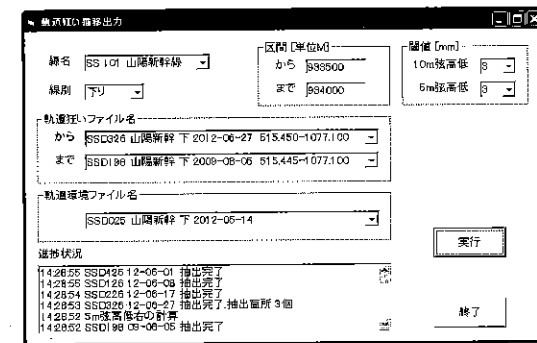 軌道狂い推移出力
線名 SS101 山陽新幹線
線別 下り
区間 [単位M]
から 933500
まで 934000
閾値 [mm]
10m弦高低 3
5m弦高低 3
軌道狂いファイル名
から SSD326 山陽新幹 下 2012-06-27 515.450-1077.100
まで SSD198 山陽新幹 下 2009-08-06 515.445-1077.100
軌道環境ファイル名
SSD025 山陽新幹 下 2012-05-14
進捗状況
14:28:55 SSD426 12-06-01 抽出完了
14:28:55 SSD126 12-06-08 抽出完了
14:28:54 SSD226 12-06-17 抽出完了
14:28:53 SSD326 12-06-27 抽出完了.抽出箇所 3個
14:28:52 5m弦高低右の計算
14:28:52 SSD198 09-06-05 抽出完了
実行
終了